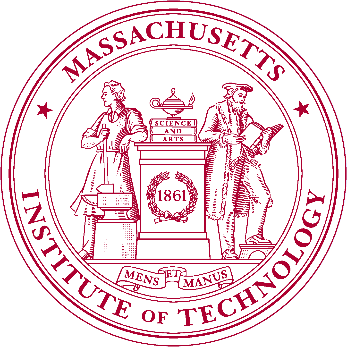 MASSACHUSETTS
INSTITUTE OF TECHNOLOGY
SCIENCE
AND
ARTS
1861
MENS ET MANUS